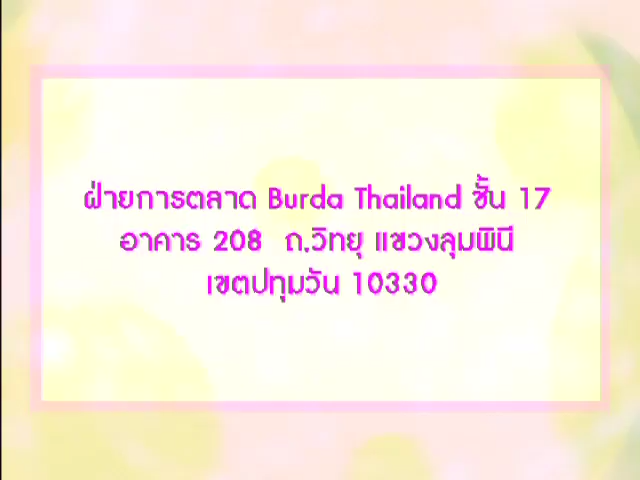 ฝ่ายการตลาด Burda Thailand ชั้น 17
อาคาร 208 ถ.วิทยุ แขวงลุมพินี
เขตปทุมวัน 10330